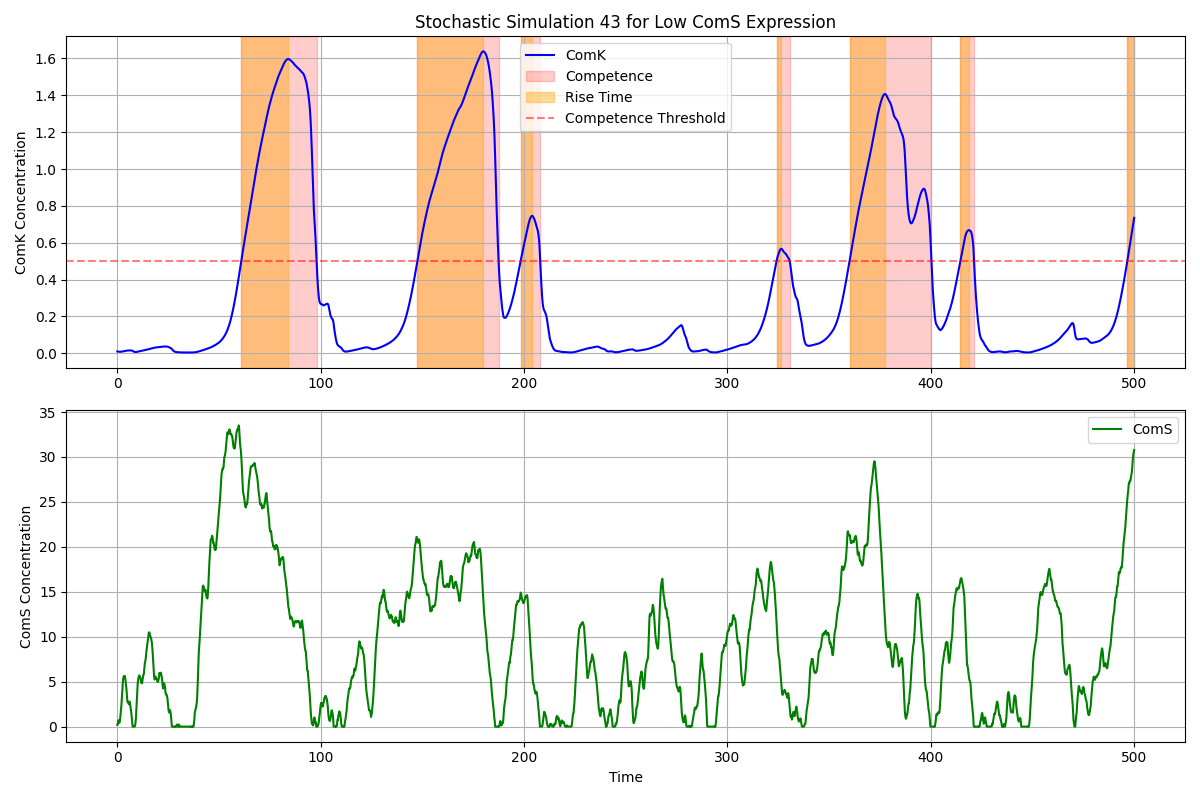 Stochastic Simulation 43 for Low ComS Expression
ComK Concentration
1.6
1.4
1.2
1.0
0.8
0.6
0.4
0.2
0.0
ComK
Competence
Rise Time
Competence Threshold
0 100 200 300 400 500
ComS Concentration
35
30
25
20
15
10
5
0
ComS
0 100 200 300 400 500
Time